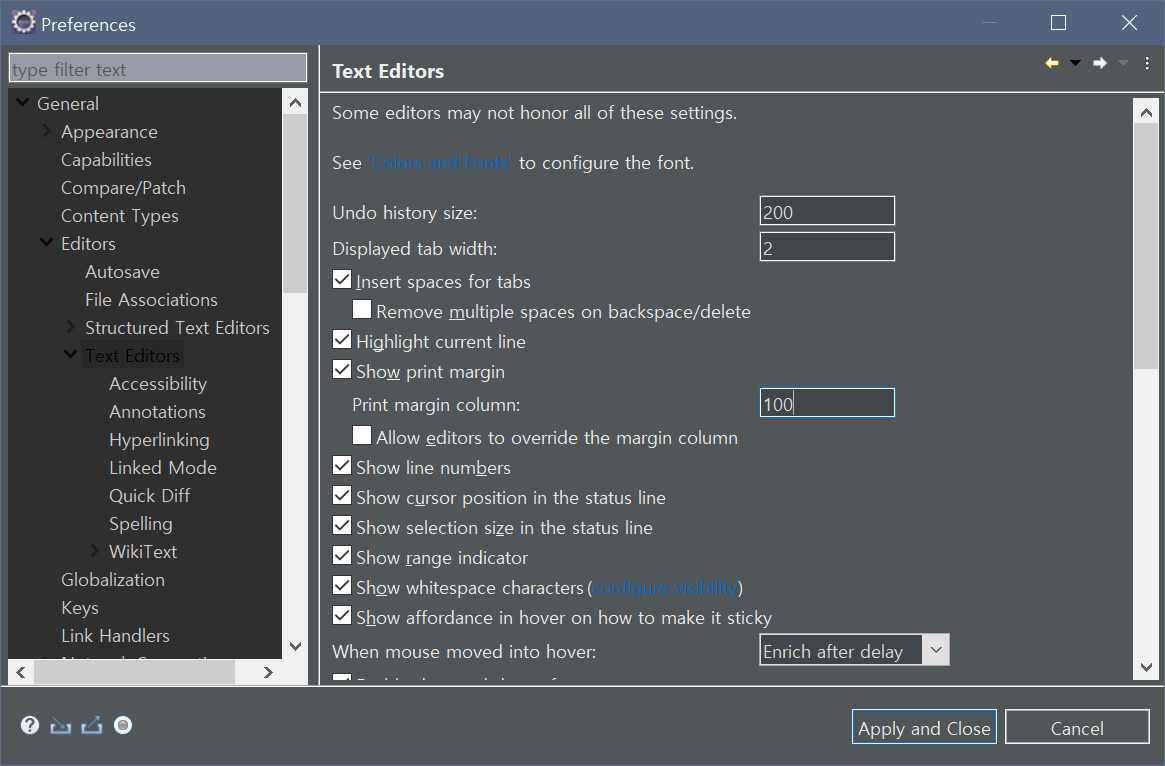 Preferences
type filter text
General
Appearance
Capabilities
Compare/Patch
Content Types
Editors
Autosave
File Associations
Structured Text Editors
Text Editors
Accessibility
Annotations
Hyperlinking
Linked Mode
Quick Diff
Spelling
WikiText
Globalization
Keys
Link Handlers
Text Editors
Some editors may not honor all of these settings.
See 'Colors and Fonts' to configure the font.
Undo history size: 200
Displayed tab width: 2
Insert spaces for tabs
Remove multiple spaces on backspace/delete
Highlight current line
Show print margin
Print margin column: 100
Allow editors to override the margin column
Show line numbers
Show cursor position in the status line
Show selection size in the status line
Show range indicator
Show whitespace characters (configure visibility)
Show affordance in hover on how to make it sticky
When mouse moved into hover: Enrich after delay
Apply and Close
Cancel